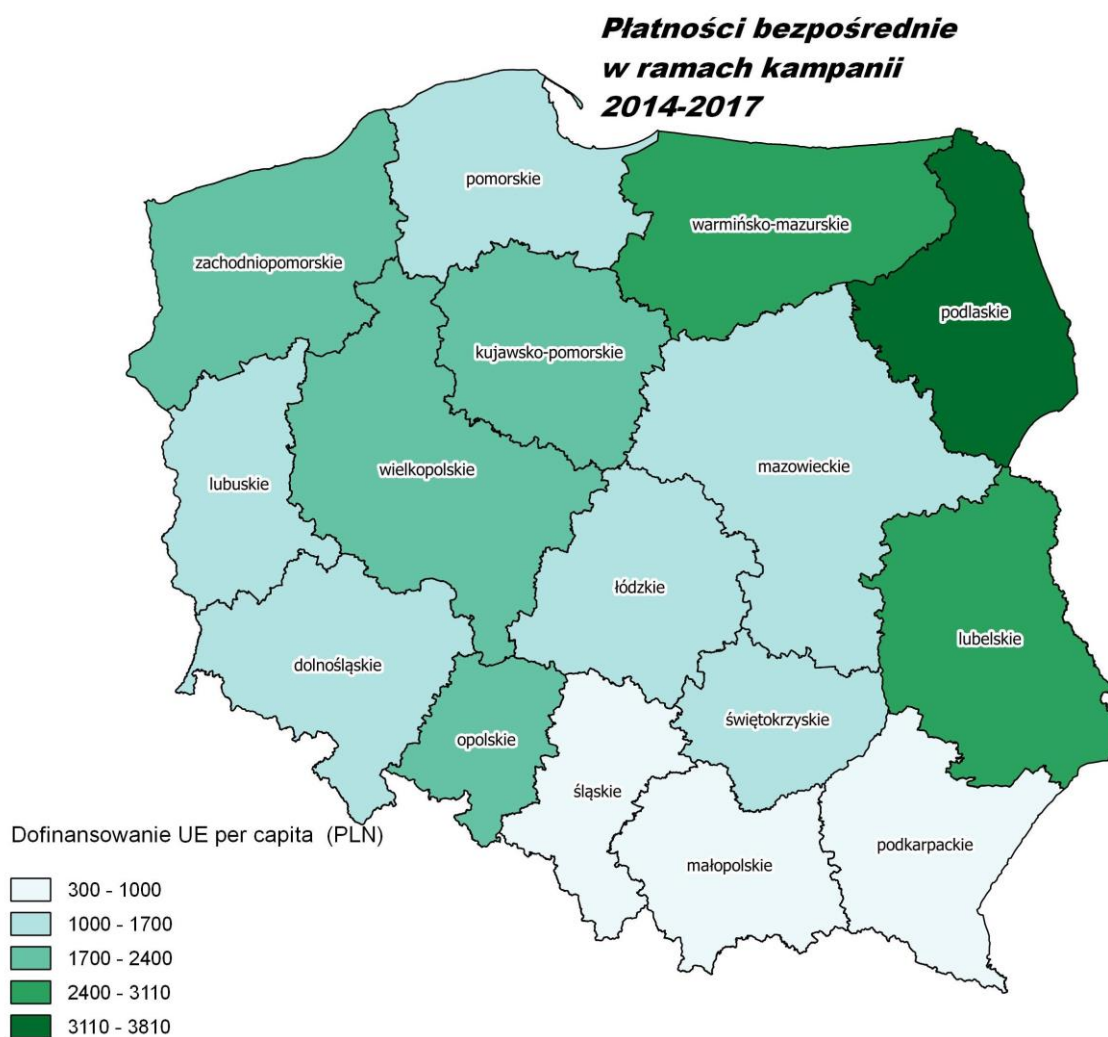 Płatności bezpośrednie
w ramach kampanii
2014-2017
pomorskie
warmińsko-mazurskie
zachodniopomorskie
podlaskie
kujawsko-pomorskie
wielkopolskie
mazowieckie
lubuskie
łódzkie
lubelskie
dolnośląskie
świętokrzyskie
opolskie
śląskie
podkarpackie
małopolskie
Dofinansowanie UE per capita (PLN)
300 - 1000
1000 - 1700
1700 - 2400
2400 - 3110
3110 - 3810